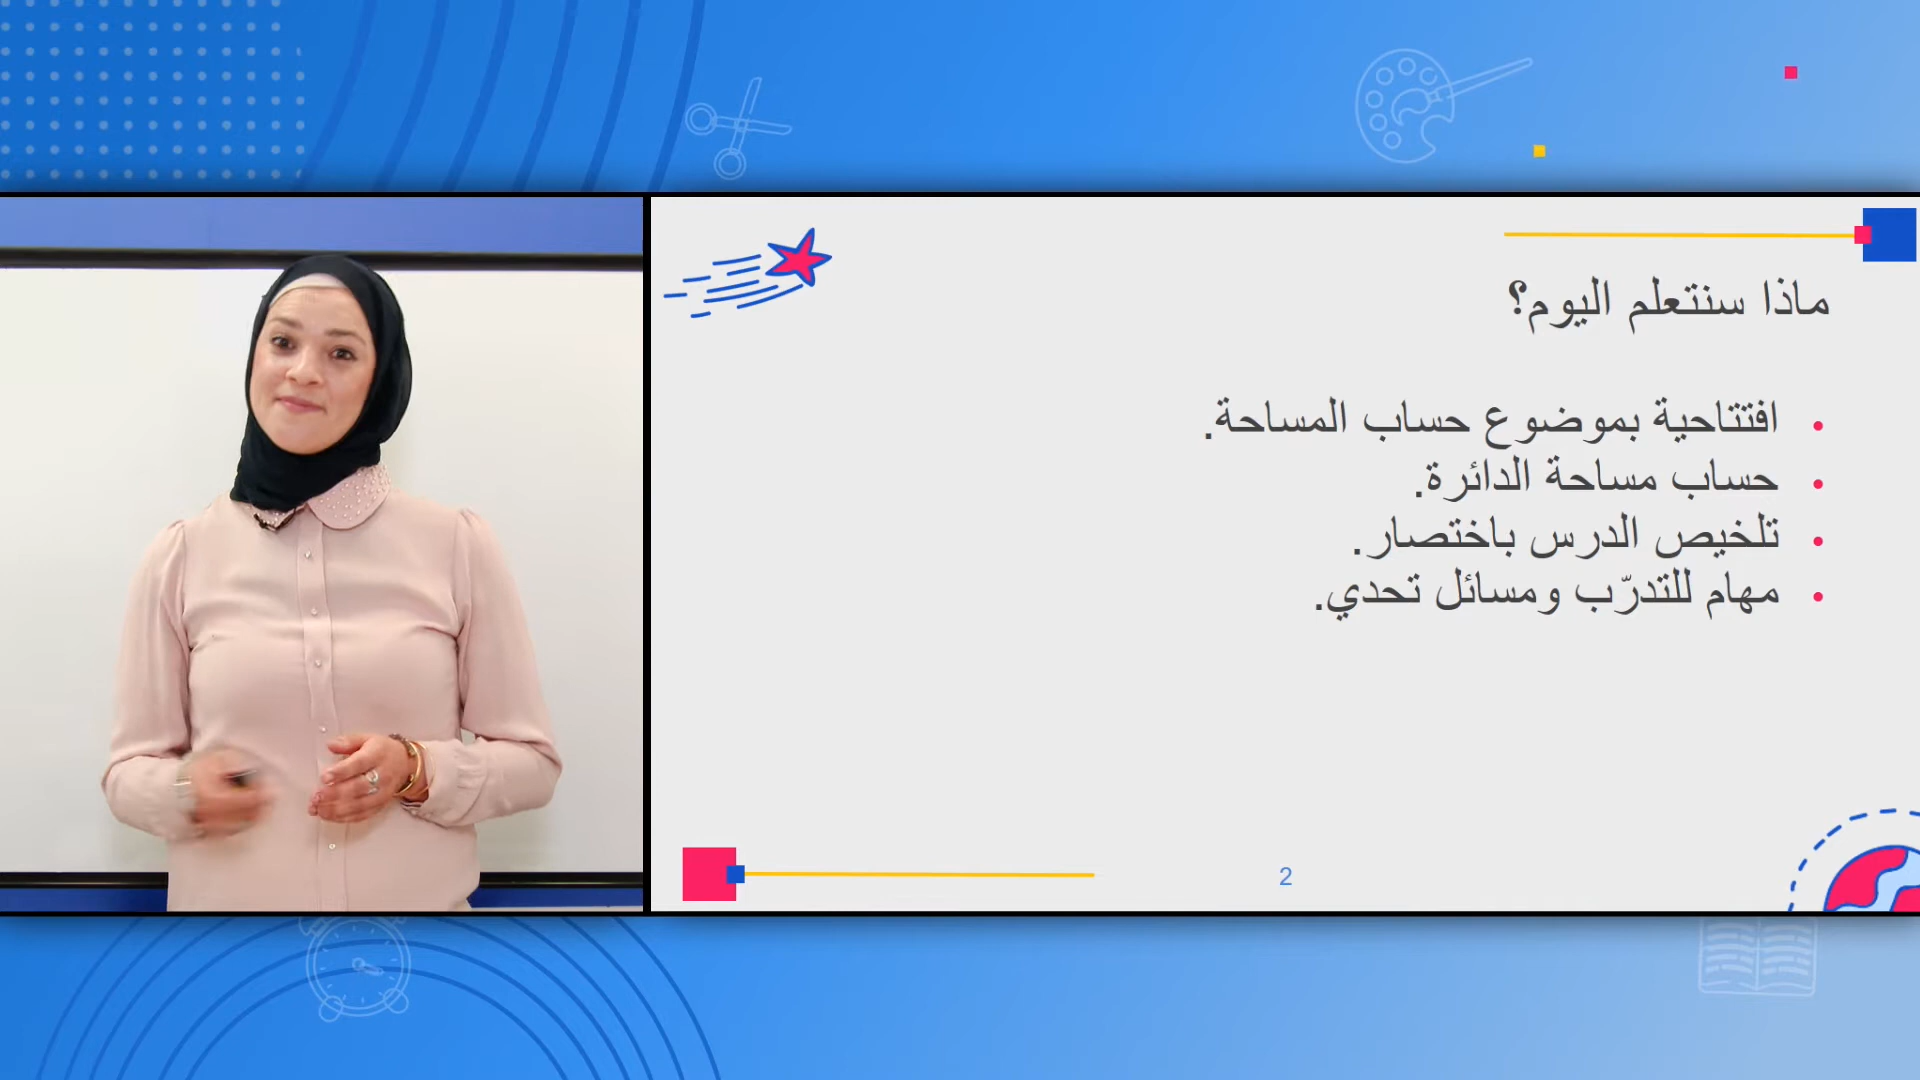 ماذا سنتعلم اليوم؟
افتتاحية بموضوع حساب المساحة.
حساب مساحة الدائرة.
تلخيص الدرس باختصار.
مهام للتدرّب ومسائل تحدي.
2